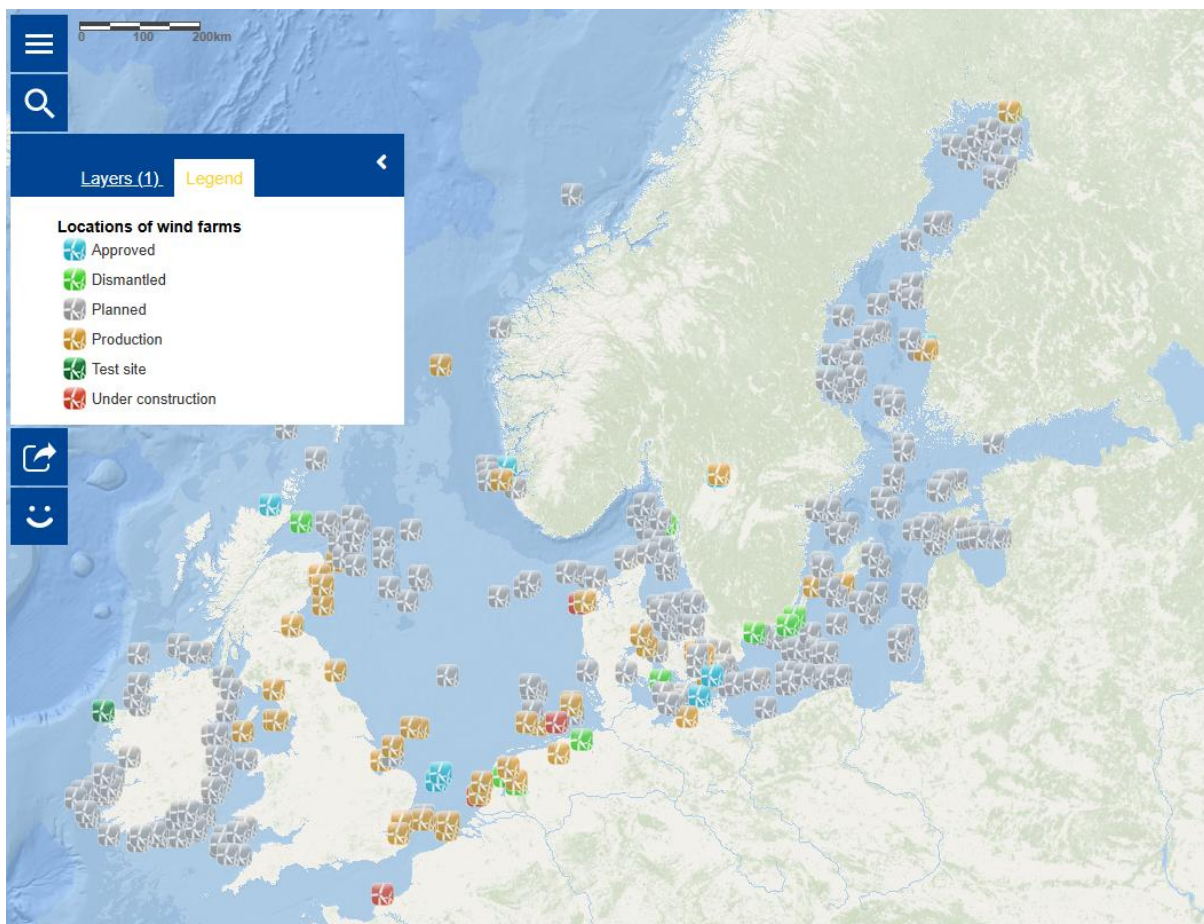 0 100 200km
Layers (1) Legend
Locations of wind farms
Approved
Dismantled
Planned
Production
Test site
Under construction